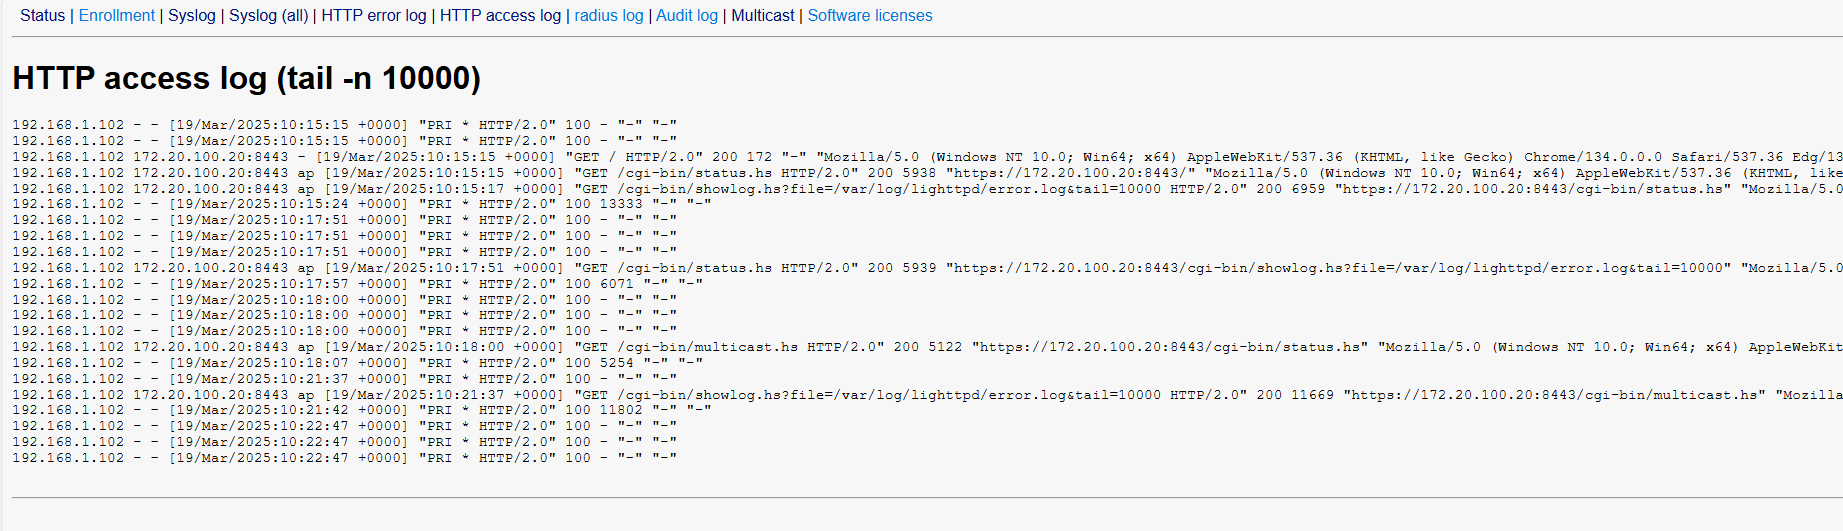 Status | Enrollment | Syslog | Syslog (all) | HTTP error log | HTTP access log | radius log | Audit log | Multicast | Software licenses
HTTP access log (tail -n 10000)
192.168.1.102 - - [19/Mar/2025:10:15:15 +0000] "PRI * HTTP/2.0" 100 - "-" "-"
192.168.1.102 - - [19/Mar/2025:10:15:15 +0000] "PRI * HTTP/2.0" 100 - "-" "-"
192.168.1.102 172.20.100.20:8443 - [19/Mar/2025:10:15:15 +0000] "GET / HTTP/2.0" 200 172 "-" "Mozilla/5.0 (Windows NT 10.0; Win64; x64) AppleWebKit/537.36 (KHTML, like Gecko) Chrome/134.0.0.0 Safari/537.36 Edg/13
192.168.1.102 172.20.100.20:8443 ap [19/Mar/2025:10:15:15 +0000] "GET /cgi-bin/status.hs HTTP/2.0" 200 5938 "https://172.20.100.20:8443/" "Mozilla/5.0 (Windows NT 10.0; Win64; x64) AppleWebKit/537.36 (KHTML, like
192.168.1.102 172.20.100.20:8443 ap [19/Mar/2025:10:15:17 +0000] "GET /cgi-bin/showlog.hs?file=/var/log/lighttpd/error.log&tail=10000 HTTP/2.0" 200 6959 "https://172.20.100.20:8443/cgi-bin/status.hs" "Mozilla/5.0
192.168.1.102 - - [19/Mar/2025:10:15:24 +0000] "PRI * HTTP/2.0" 100 13333 "-" "-"
192.168.1.102 - - [19/Mar/2025:10:17:51 +0000] "PRI * HTTP/2.0" 100 - "-" "-"
192.168.1.102 - - [19/Mar/2025:10:17:51 +0000] "PRI * HTTP/2.0" 100 - "-" "-"
192.168.1.102 - - [19/Mar/2025:10:17:51 +0000] "PRI * HTTP/2.0" 100 - "-" "-"
192.168.1.102 172.20.100.20:8443 ap [19/Mar/2025:10:17:51 +0000] "GET /cgi-bin/status.hs HTTP/2.0" 200 5939 "https://172.20.100.20:8443/cgi-bin/showlog.hs?file=/var/log/lighttpd/error.log&tail=10000" "Mozilla/5.0
192.168.1.102 - - [19/Mar/2025:10:17:57 +0000] "PRI * HTTP/2.0" 100 6071 "-" "-"
192.168.1.102 - - [19/Mar/2025:10:18:00 +0000] "PRI * HTTP/2.0" 100 - "-" "-"
192.168.1.102 - - [19/Mar/2025:10:18:00 +0000] "PRI * HTTP/2.0" 100 - "-" "-"
192.168.1.102 - - [19/Mar/2025:10:18:00 +0000] "PRI * HTTP/2.0" 100 - "-" "-"
192.168.1.102 172.20.100.20:8443 ap [19/Mar/2025:10:18:00 +0000] "GET /cgi-bin/multicast.hs HTTP/2.0" 200 5122 "https://172.20.100.20:8443/cgi-bin/status.hs" "Mozilla/5.0 (Windows NT 10.0; Win64; x64) AppleWebKit
192.168.1.102 - - [19/Mar/2025:10:18:07 +0000] "PRI * HTTP/2.0" 100 5254 "-" "-"
192.168.1.102 - - [19/Mar/2025:10:21:37 +0000] "PRI * HTTP/2.0" 100 - "-" "-"
192.168.1.102 172.20.100.20:8443 ap [19/Mar/2025:10:21:37 +0000] "GET /cgi-bin/showlog.hs?file=/var/log/lighttpd/error.log&tail=10000 HTTP/2.0" 200 11669 "https://172.20.100.20:8443/cgi-bin/multicast.hs" "Mozilla
192.168.1.102 - - [19/Mar/2025:10:21:42 +0000] "PRI * HTTP/2.0" 100 11802 "-" "-"
192.168.1.102 - - [19/Mar/2025:10:22:47 +0000] "PRI * HTTP/2.0" 100 - "-" "-"
192.168.1.102 - - [19/Mar/2025:10:22:47 +0000] "PRI * HTTP/2.0" 100 - "-" "-"
192.168.1.102 - - [19/Mar/2025:10:22:47 +0000] "PRI * HTTP/2.0" 100 - "-" "-"